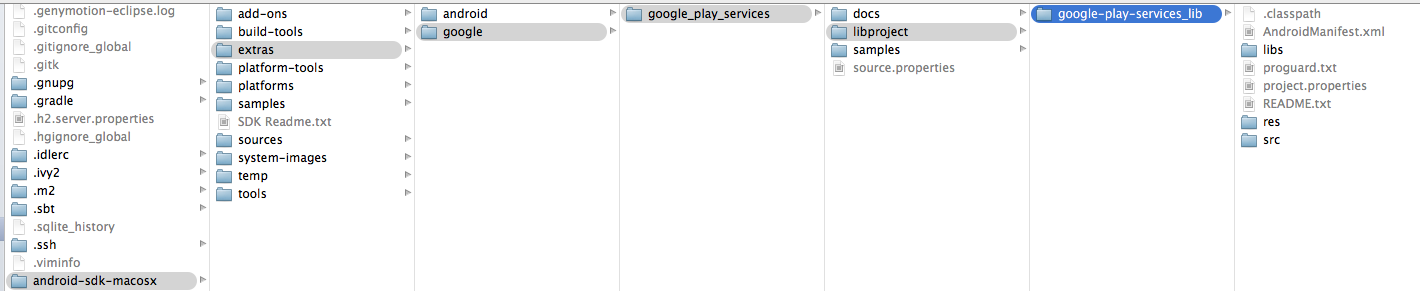 .genymotion-eclipse.log
.gitconfig
.gitignore_global
.gitk
.gnupg
.gradle
.h2.server.properties
.hgignore_global
.idlerc
.ivy2
.m2
.sbt
.sqlite_history
.ssh
.viminfo
android-sdk-macosx
add-ons
build-tools
extras
platform-tools
platforms
samples
SDK Readme.txt
sources
system-images
temp
tools
android
google
google_play_services
docs
libproject
samples
source.properties
google-play-services_lib
.classpath
AndroidManifest.xml
libs
proguard.txt
project.properties
README.txt
res
src